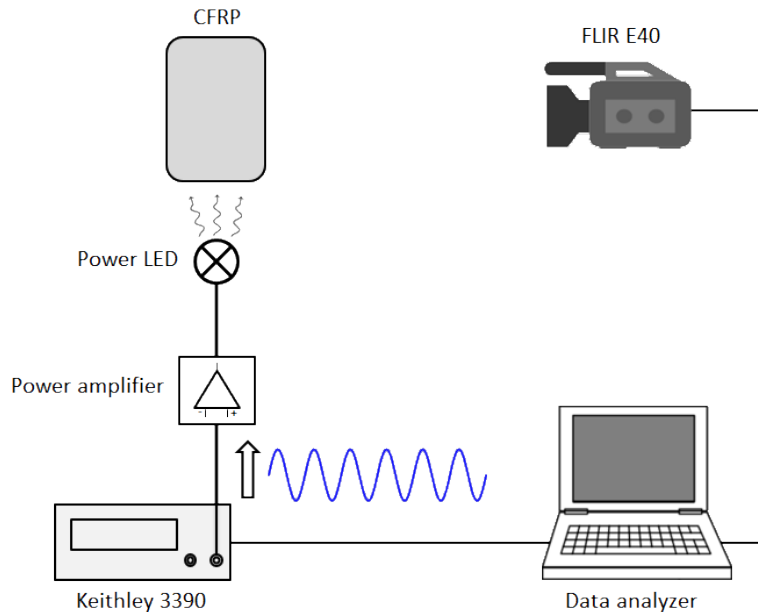 CFRP
FLIR E40
Power LED
Power amplifier
- +
Keithley 3390
Data analyzer